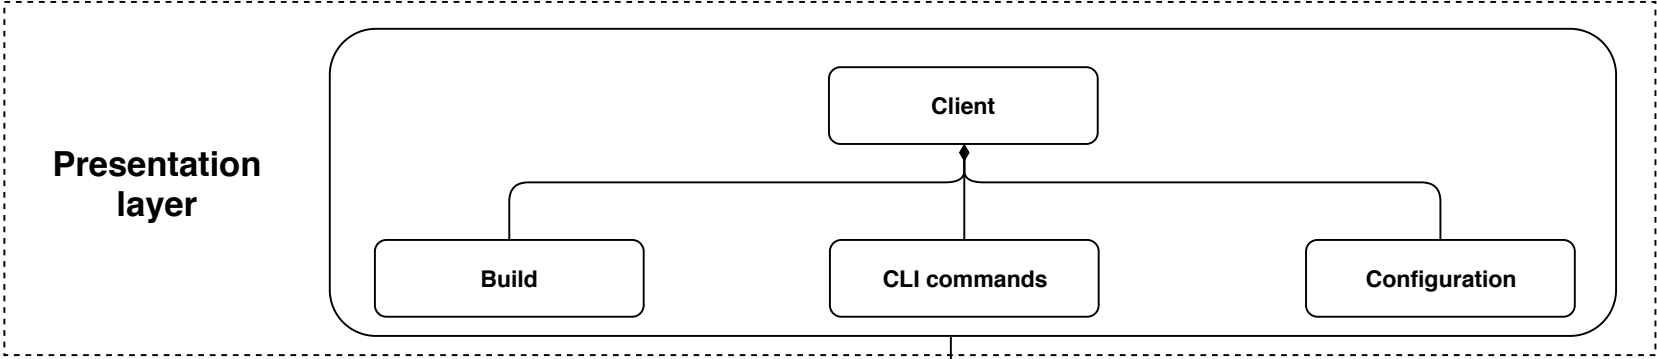 Presentation
layer
Client
Build
CLI commands
Configuration